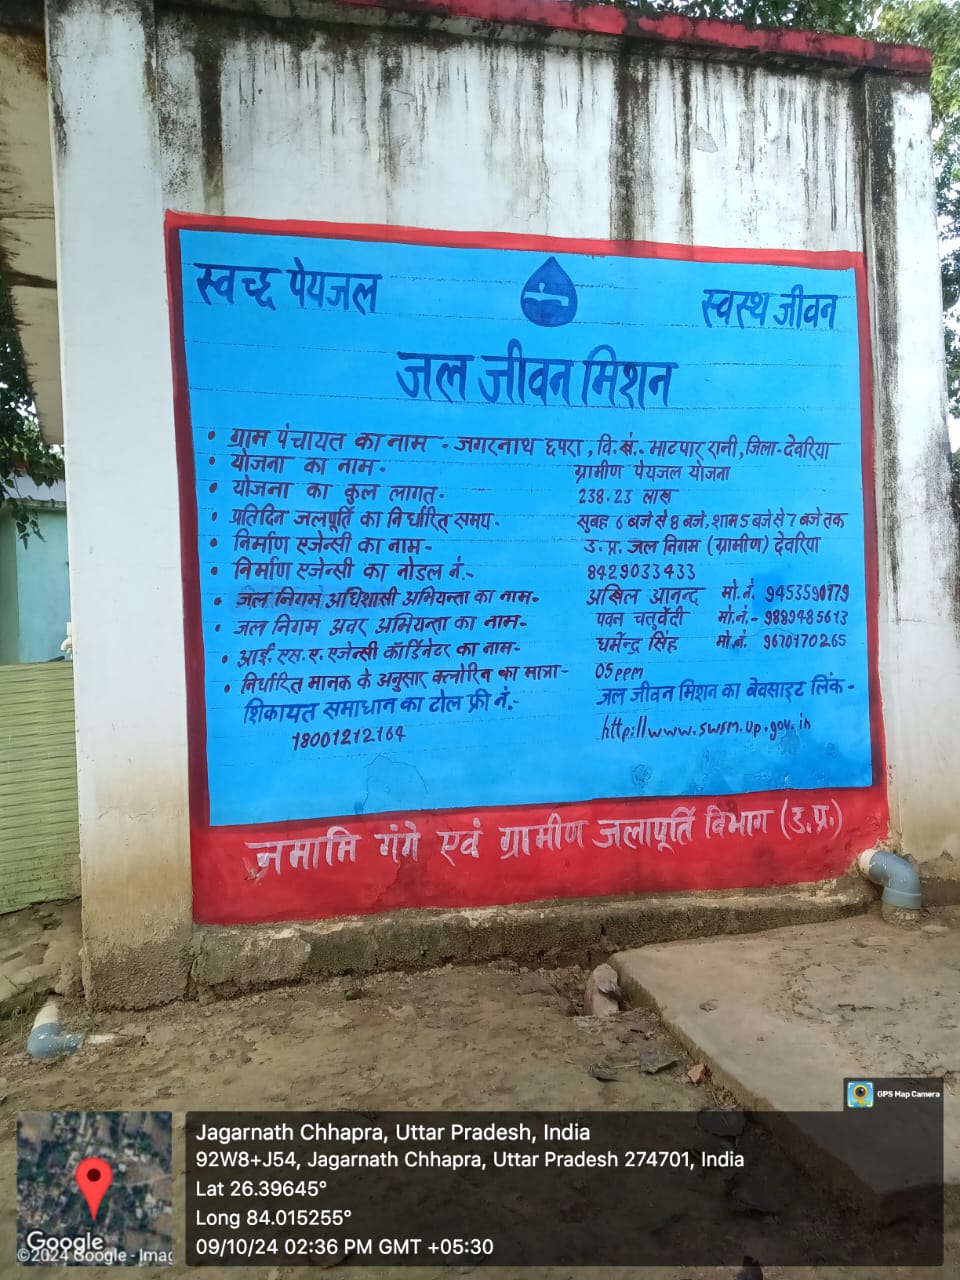 स्वच्छ पेयजल
स्वस्थ जीवन
जल जीवन मिशन
• ग्राम पंचायत का नाम - जगरनाथ छपरा, वि.खं.- भाटपार रानी, जिला-देवरिया
• योजना का नाम- ग्रामीण पेयजल योजना
• योजना का कुल लागत- 238.23 लाख
• प्रतिदिन जलपूर्ति का निर्धारित समय- सुबह 6 बजे से 8 बजे, शाम 5 बजे से 7 बजे तक
• निर्माण एजेन्सी का नाम- उ.प्र. जल निगम (ग्रामीण) देवरिया
• निर्माण एजेन्सी का नोडल नं.- 8429033433
• जल निगम अधिशासी अभियन्ता का नाम- अखिल आनन्द मो.नं. 9453590779
• जल निगम अवर अभियन्ता का नाम- पवन चतुर्वेदी मो.नं.- 9889485613
• आई.एस.ए. एजेन्सी कॉर्डिनेटर का नाम- धर्मेन्द्र सिंह मो.नं. 9670170265
• निर्धारित मानक के अनुसार क्लोरिन का मात्रा- 05ppm
शिकायत समाधान का टोल फ्री नं.- जल जीवन मिशन का बेवसाइट लिंक-
18001212164 http://www.swsm.up.gov.in
नमामि गंगे एवं ग्रामीण जलापूर्ति विभाग (उ.प्र.)
GPS Map Camera
Jagarnath Chhapra, Uttar Pradesh, India
92W8+J54, Jagarnath Chhapra, Uttar Pradesh 274701, India
Lat 26.39645°
Long 84.015255°
09/10/24 02:36 PM GMT +05:30
Google
©2024 Google - Imag